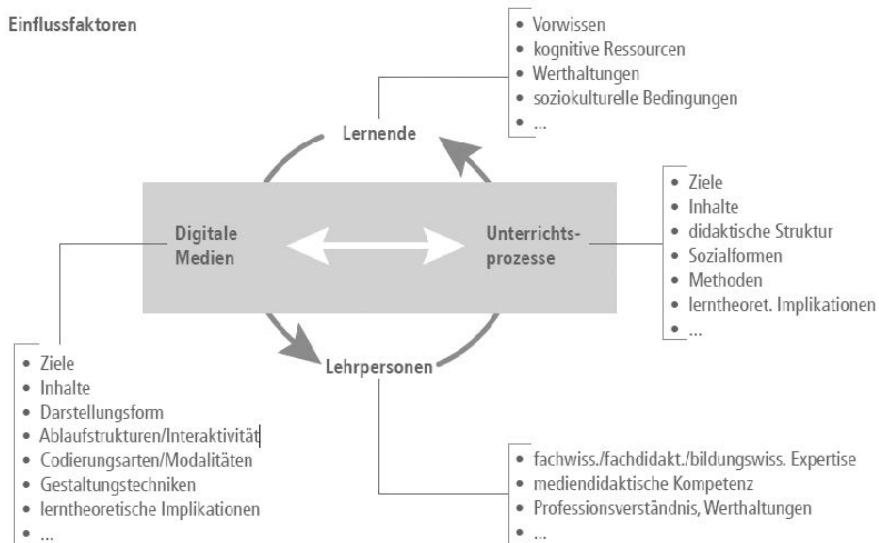 Einflussfaktoren
• Vorwissen
• kognitive Ressourcen
• Werthaltungen
• soziokulturelle Bedingungen
• ...
Lernende
• Ziele
• Inhalte
• didaktische Struktur
• Sozialformen
• Methoden
• lerntheoret. Implikationen
• ...
Digitale
Medien
Unterrichts-
prozesse
Lehrpersonen
• Ziele
• Inhalte
• Darstellungsform
• Ablaufstrukturen/Interaktivität
• Codierungsarten/Modalitäten
• Gestaltungstechniken
• lerntheoretische Implikationen
• ...
• fachwiss./fachdidakt./bildungswiss. Expertise
• mediendidaktische Kompetenz
• Professionsverständnis, Werthaltungen
• ...